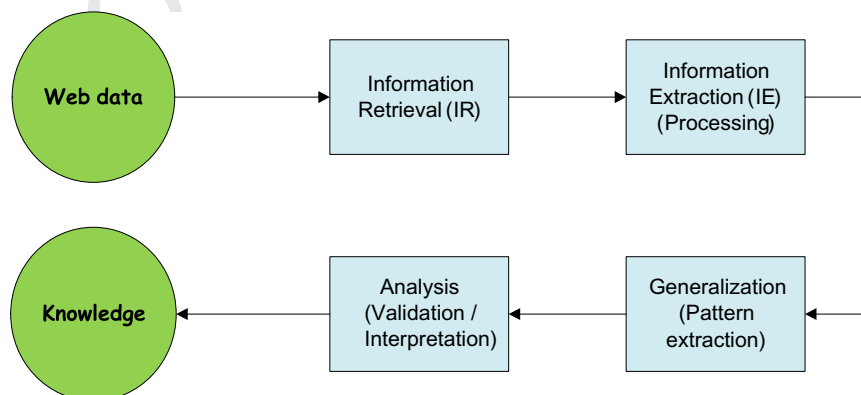 Web data
Information
Retrieval (IR)
Information
Extraction (IE)
(Processing)
Knowledge
Analysis
(Validation /
Interpretation)
Generalization
(Pattern
extraction)